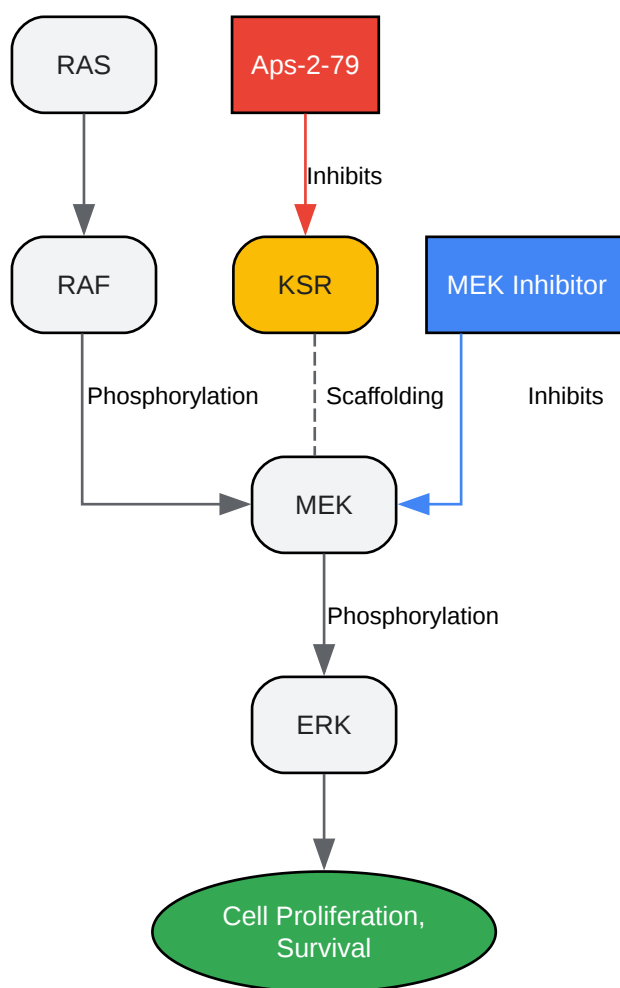 RAS
Aps-2-79
Inhibits
RAF
KSR
MEK Inhibitor
Phosphorylation
Scaffolding
Inhibits
MEK
Phosphorylation
ERK
Cell Proliferation,
Survival